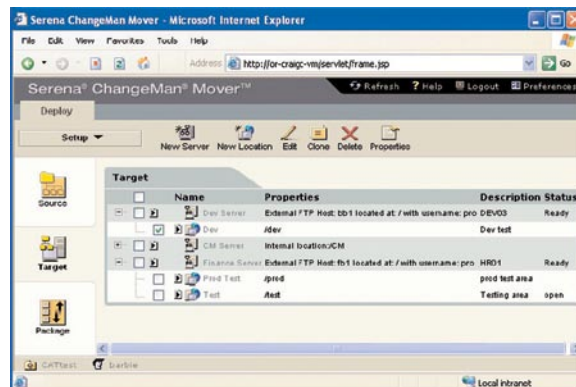 Serena ChangeMan Mover - Microsoft Internet Explorer
File Edit View Favorites Tools Help
Address http://or-craigc-vm/servlet/frame.jsp Go
Serena® ChangeMan® Mover™ Refresh ? Help Logout Preferences
Deploy
Setup New Server New Location Edit Clone Delete Properties
Source
Target
Package
Target
Name Properties Description Status
Dev Server External FTP Host: bb1 located at: / with username: pro DEV03 Ready
Dev /dev Dev test
CM Server Internal location:/CM
Finance Server External FTP Host: fb1 located at: / with username: pro HR01 Ready
Prod Test /prod prod test area
Test /test Testing area open
CATtest barbie
Local intranet